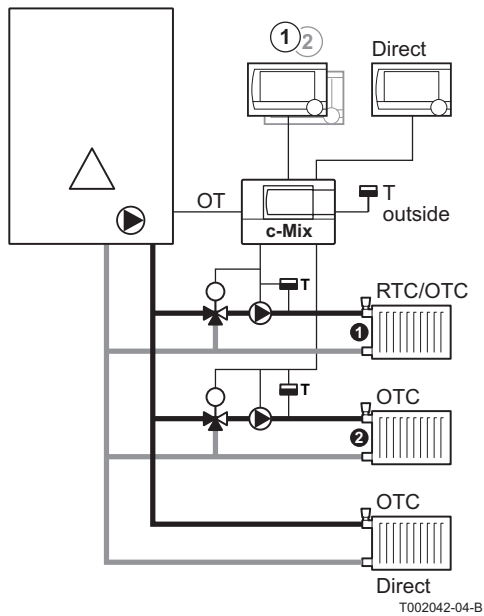 1
2
Direct
OT
c-Mix
T
outside
T
RTC/OTC
1
T
OTC
2
OTC
Direct
T002042-04-B